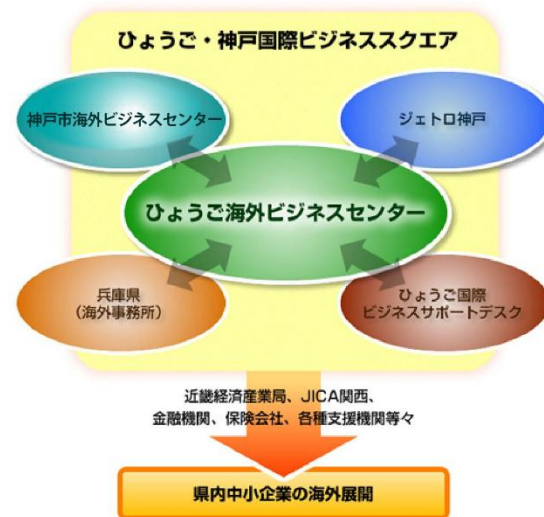 ひょうご・神戸国際ビジネススクエア
神戸市海外ビジネスセンター
ジェトロ神戸
ひょうご海外ビジネスセンター
兵庫県
（海外事務所）
ひょうご国際
ビジネスサポートデスク
近畿経済産業局、JICA関西、
金融機関、保険会社、各種支援機関等々
県内中小企業の海外展開